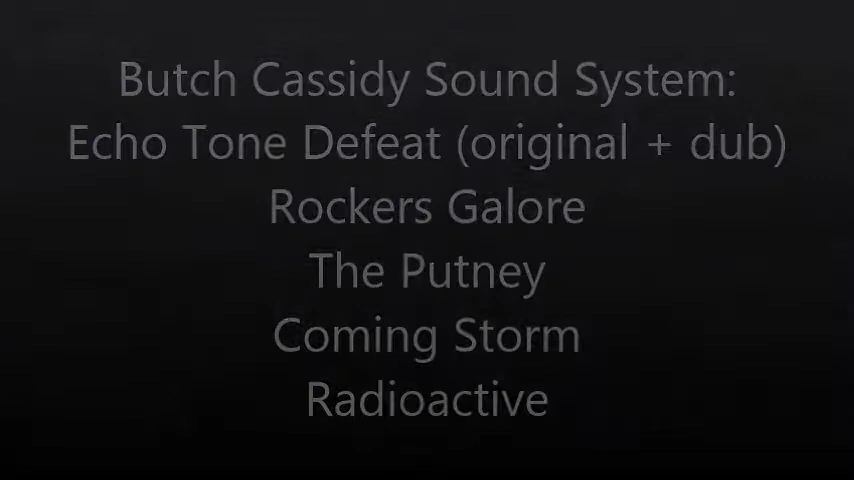 Butch Cassidy Sound System:
Echo Tone Defeat (original + dub)
Rockers Galore
The Putney
Coming Storm
Radioactive